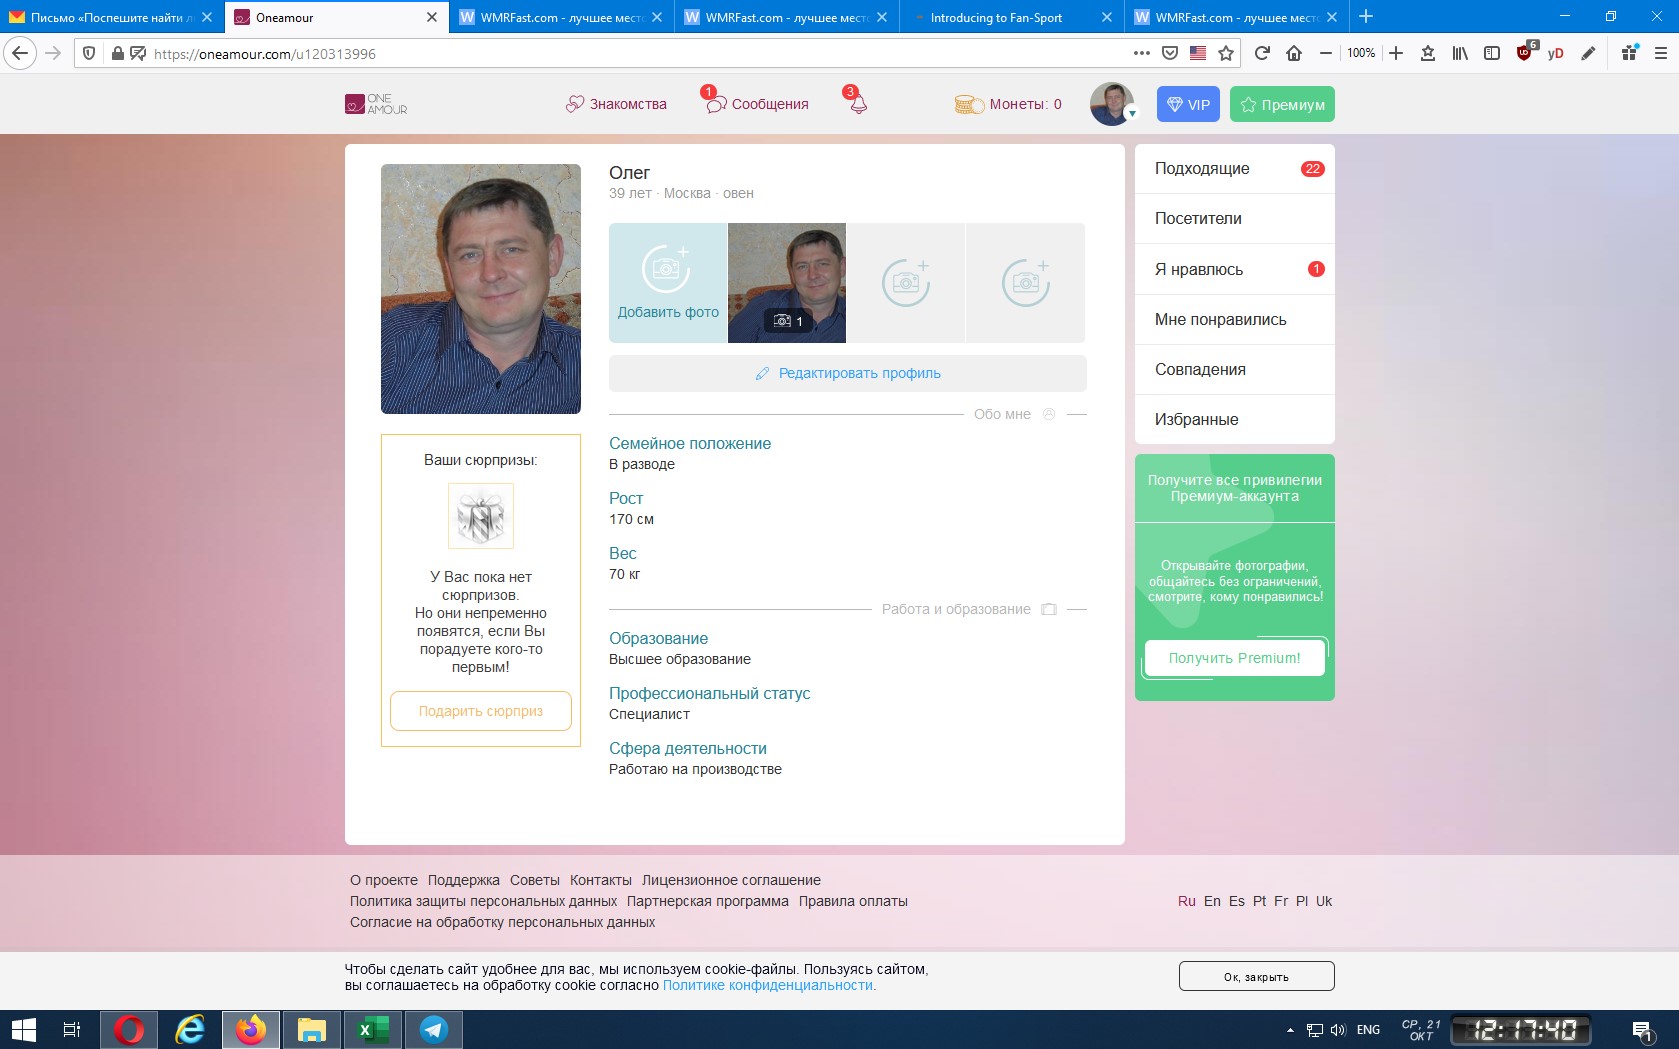 Письмо «Поспешите найти л
Oneamour
WMRFast.com - лучшее место
WMRFast.com - лучшее место
Introducing to Fan-Sport
WMRFast.com - лучшее место
https://oneamour.com/u120313996
100%
6
yD
ONE
AMOUR
Знакомства
1
Сообщения
3
Монеты: 0
VIP
Премиум
Олег
39 лет · Москва · овен
Добавить фото
1
Редактировать профиль
Обо мне
Семейное положение
В разводе
Рост
170 см
Вес
70 кг
Работа и образование
Образование
Высшее образование
Профессиональный статус
Специалист
Сфера деятельности
Работаю на производстве
Ваши сюрпризы:
У Вас пока нет
сюрпризов.
Но они непременно
появятся, если Вы
порадуете кого-то
первым!
Подарить сюрприз
Подходящие 22
Посетители
Я нравлюсь 1
Мне понравились
Совпадения
Избранные
Получите все привилегии
Премиум-аккаунта
Открывайте фотографии,
общайтесь без ограничений,
смотрите, кому понравились!
Получить Premium!
О проекте Поддержка Советы Контакты Лицензионное соглашение
Политика защиты персональных данных Партнерская программа Правила оплаты
Согласие на обработку персональных данных
Ru En Es Pt Fr Pl Uk
Чтобы сделать сайт удобнее для вас, мы используем cookie-файлы. Пользуясь сайтом,
вы соглашаетесь на обработку cookie согласно Политике конфиденциальности.
Ок, закрыть
ENG
СР, 21
ОКТ
12:17:40
1